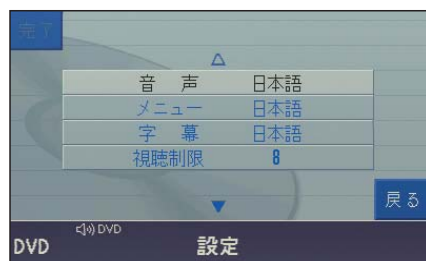 完了
音 声 日本語
メニュー 日本語
字 幕 日本語
視聴制限 8
戻る
DVD
DVD 設定